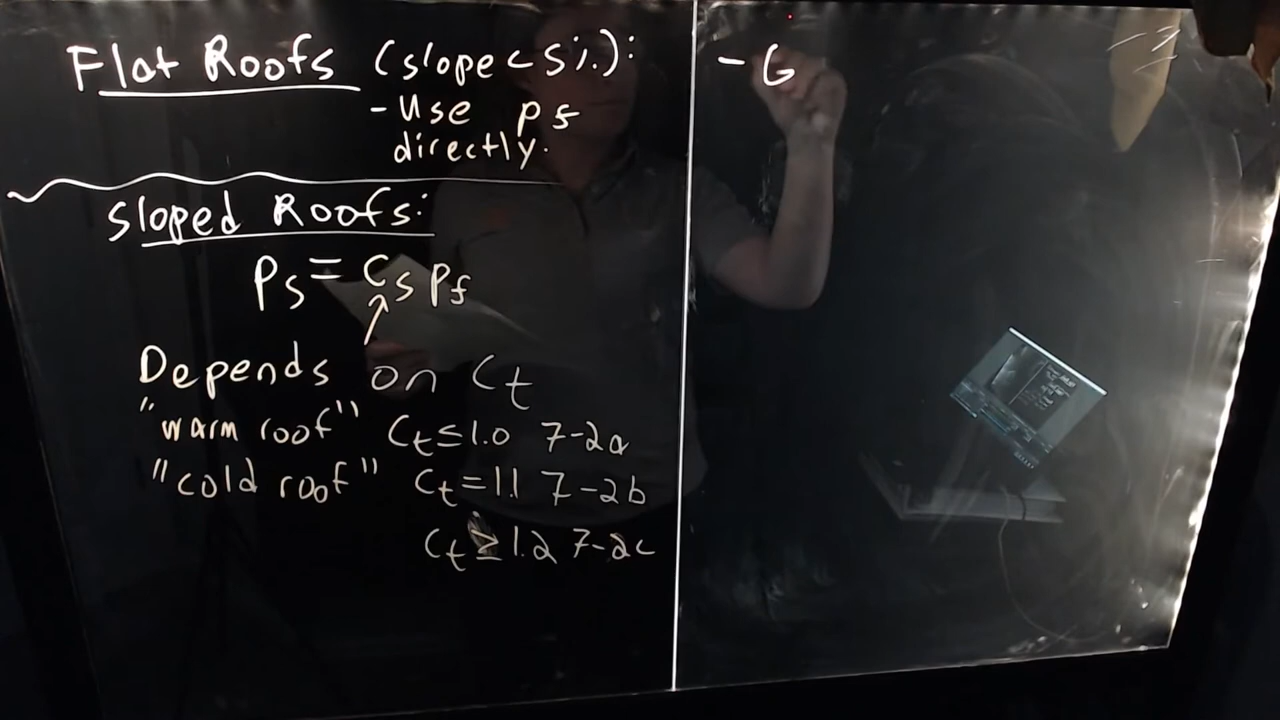 Flat Roofs (slope < 5%):
- Use pf
directly.
Sloped Roofs:
Ps = Cs Pf
Depends on Ct
"warm roof" Ct ≤ 1.0 7-2a
"cold roof" Ct = 1.1 7-2b
Ct ≥ 1.2 7-2c
- G